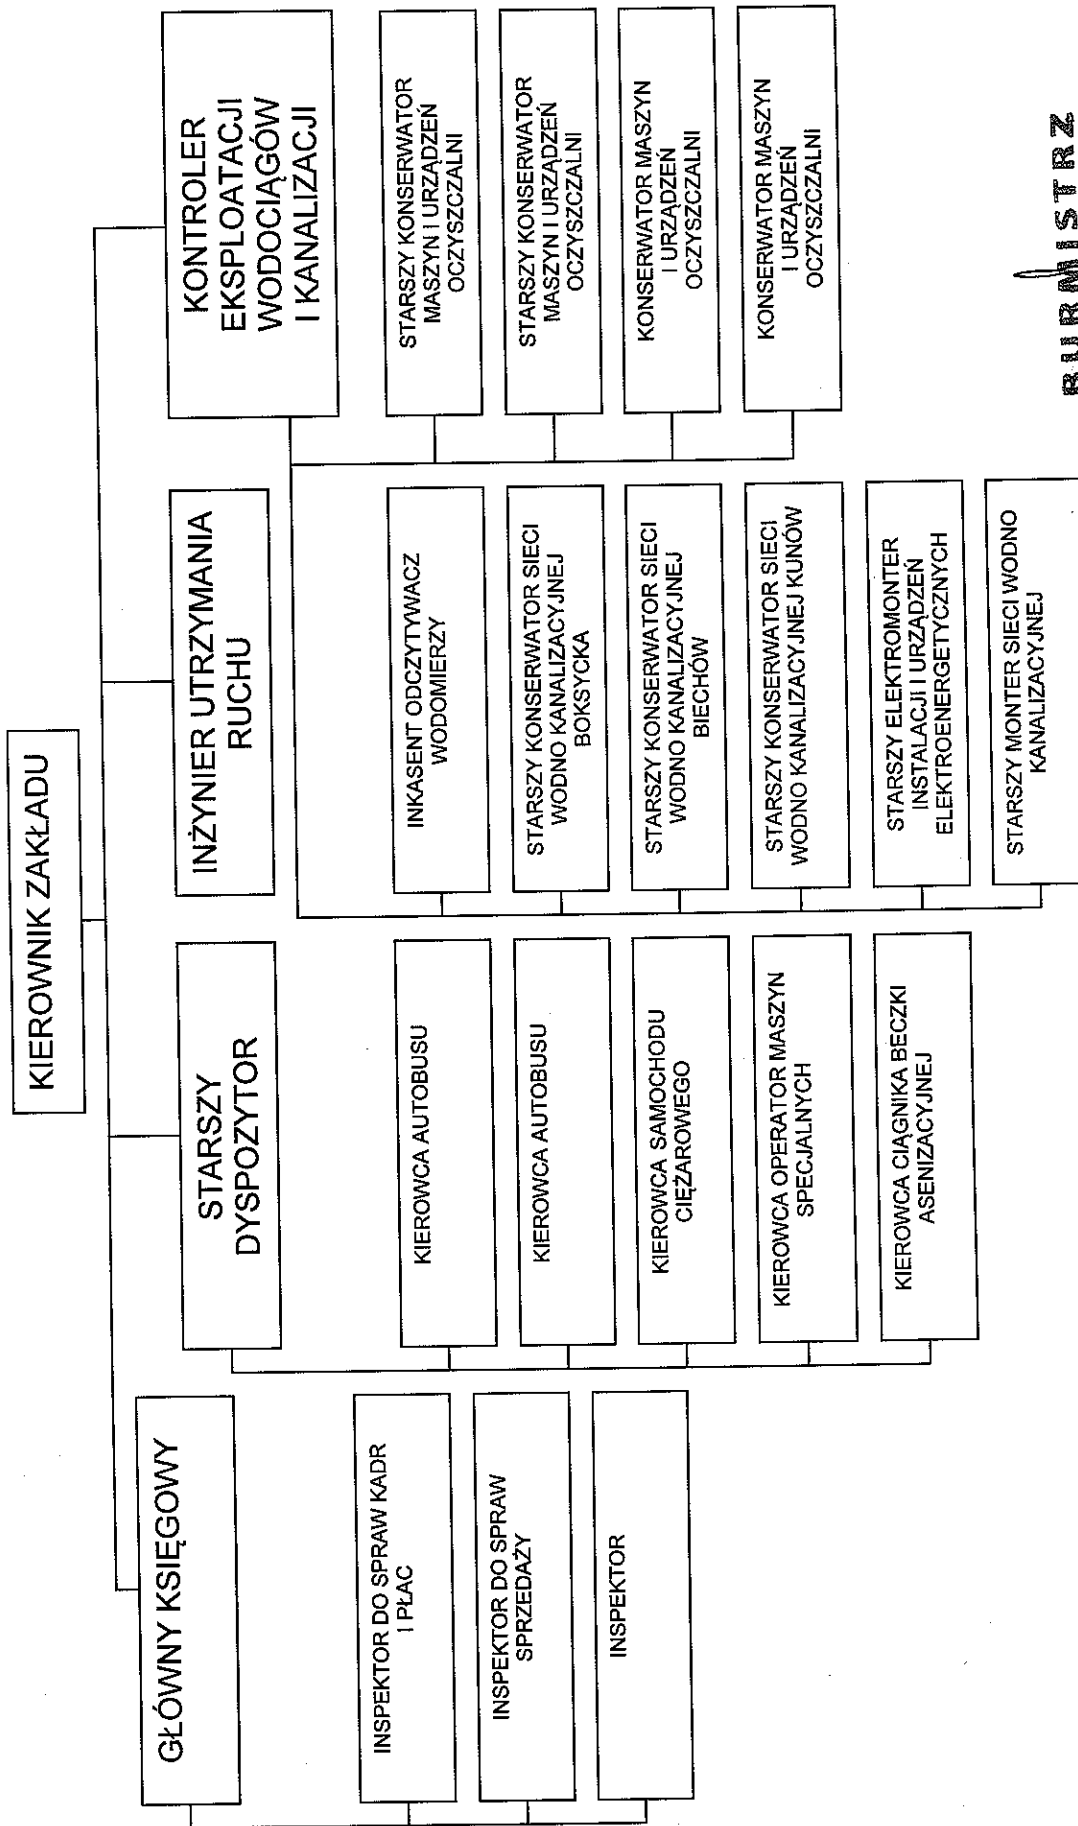 KIEROWNIK ZAKŁADU
GŁÓWNY KSIĘGOWY
INSPEKTOR DO SPRAW KADR
I PŁAC
INSPEKTOR DO SPRAW
SPRZEDAŻY
INSPEKTOR
STARSZY
DYSPOZYTOR
KIEROWCA AUTOBUSU
KIEROWCA AUTOBUSU
KIEROWCA SAMOCHODU
CIĘŻAROWEGO
KIEROWCA OPERATOR MASZYN
SPECJALNYCH
KIEROWCA CIĄGNIKA BECZKI
ASENIZACYJNEJ
INŻYNIER UTRZYMANIA
RUCHU
INKASENT ODCZYTYWACZ
WODOMIERZY
STARSZY KONSERWATOR SIECI
WODNO KANALIZACYJNEJ
BOKSYCKA
STARSZY KONSERWATOR SIECI
WODNO KANALIZACYJNEJ
BIECHÓW
STARSZY KONSERWATOR SIECI
WODNO KANALIZACYJNEJ KUNÓW
STARSZY ELEKTROMONTER
INSTALACJI I URZĄDZEŃ
ELEKTROENERGETYCZNYCH
STARSZY MONTER SIECI WODNO
KANALIZACYJNEJ
KONTROLER
EKSPLOATACJI
WODOCIĄGÓW
I KANALIZACJI
STARSZY KONSERWATOR
MASZYN I URZĄDZEŃ
OCZYSZCZALNI
STARSZY KONSERWATOR
MASZYN I URZĄDZEŃ
OCZYSZCZALNI
KONSERWATOR MASZYN
I URZĄDZEŃ
OCZYSZCZALNI
KONSERWATOR MASZYN
I URZĄDZEŃ
OCZYSZCZALNI
BURMISTRZ